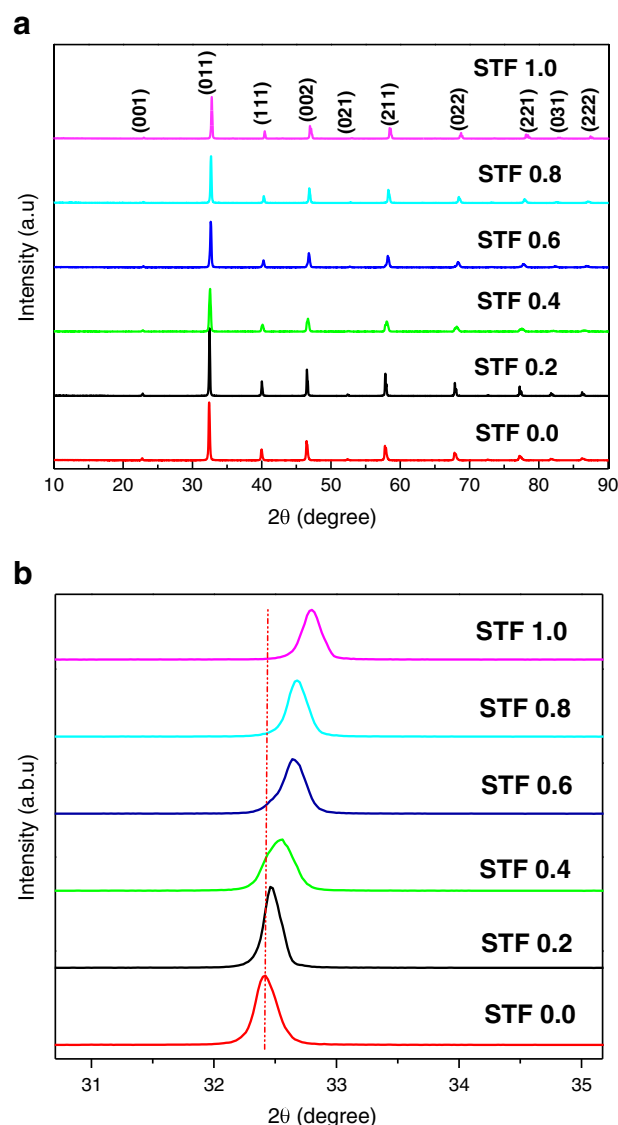 a
STF 1.0
(001) (011) (111) (002) (021) (211) (022) (221) (031) (222)
STF 0.8
STF 0.6
STF 0.4
STF 0.2
STF 0.0
Intensity (a.u)
10 20 30 40 50 60 70 80 90
2θ (degree)
b
STF 1.0
STF 0.8
STF 0.6
STF 0.4
STF 0.2
STF 0.0
Intensity (a.b.u)
31 32 33 34 35
2θ (degree)